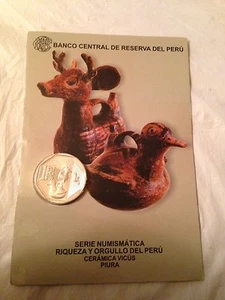 BANCO CENTRAL DE RESERVA DEL PERÚ
SERIE NUMISMÁTICA
RIQUEZA Y ORGULLO DEL PERÚ
CERÁMICA VICÚS
PIURA